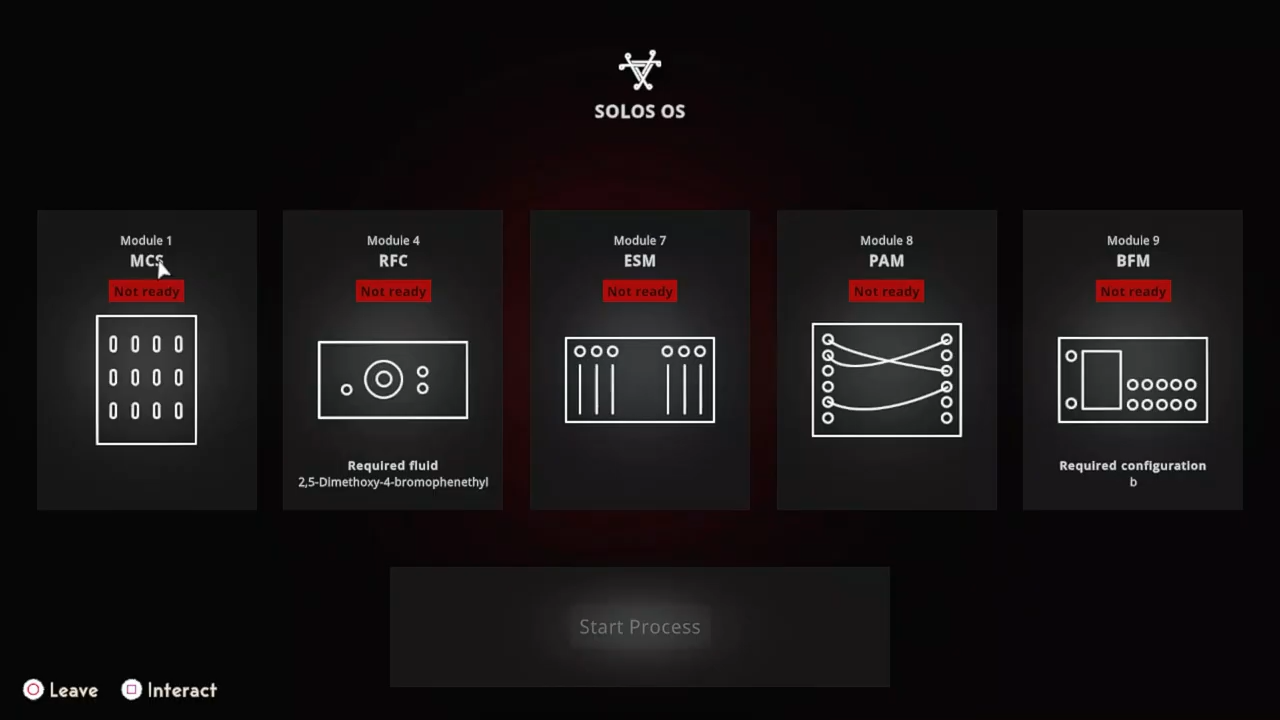 SOLOS OS
Module 1
MCS
Not ready
Module 4
RFC
Not ready
Required fluid
2,5-Dimethoxy-4-bromophenethyl
Module 7
ESM
Not ready
Module 8
PAM
Not ready
Module 9
BFM
Not ready
Required configuration
b
Start Process
Leave
Interact